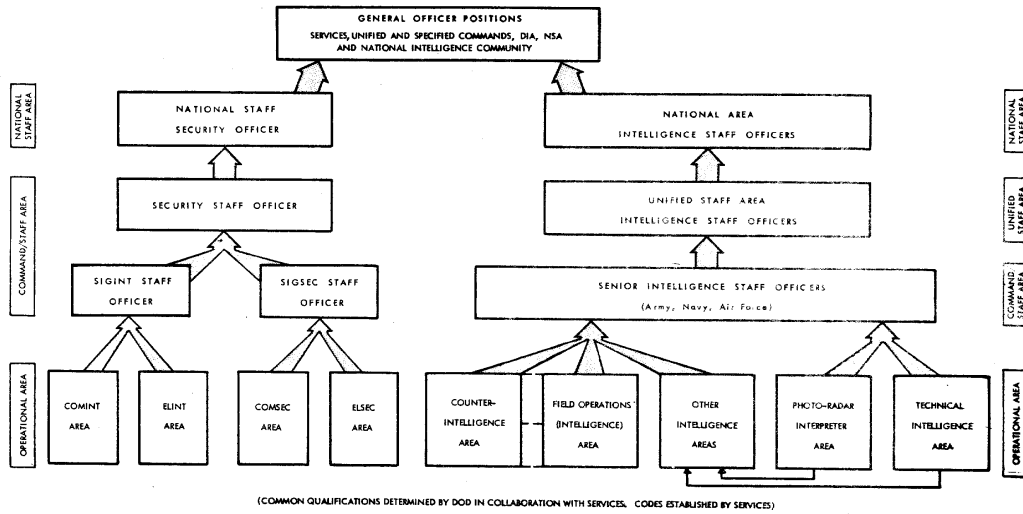 GENERAL OFFICER POSITIONS
SERVICES, UNIFIED AND SPECIFIED COMMANDS, DIA, NSA
AND NATIONAL INTELLIGENCE COMMUNITY
NATIONAL
STAFF AREA
NATIONAL STAFF
SECURITY OFFICER
NATIONAL AREA
INTELLIGENCE STAFF OFFICERS
NATIONAL
STAFF AREA
COMMAND/STAFF AREA
SECURITY STAFF OFFICER
UNIFIED STAFF AREA
INTELLIGENCE STAFF OFFICERS
UNIFIED
STAFF AREA
SIGINT STAFF
OFFICER
SIGSEC STAFF
OFFICER
SENIOR INTELLIGENCE STAFF OFFICERS
(Army, Navy, Air Force)
COMMAND
STAFF AREA
OPERATIONAL AREA
COMINT
AREA
ELINT
AREA
COMSEC
AREA
ELSEC
AREA
COUNTER-
INTELLIGENCE
AREA
FIELD OPERATIONS
(INTELLIGENCE)
AREA
OTHER
INTELLIGENCE
AREAS
PHOTO-RADAR
INTERPRETER
AREA
TECHNICAL
INTELLIGENCE
AREA
OPERATIONAL AREA
(COMMON QUALIFICATIONS DETERMINED BY DOD IN COLLABORATION WITH SERVICES. CODES ESTABLISHED BY SERVICES)